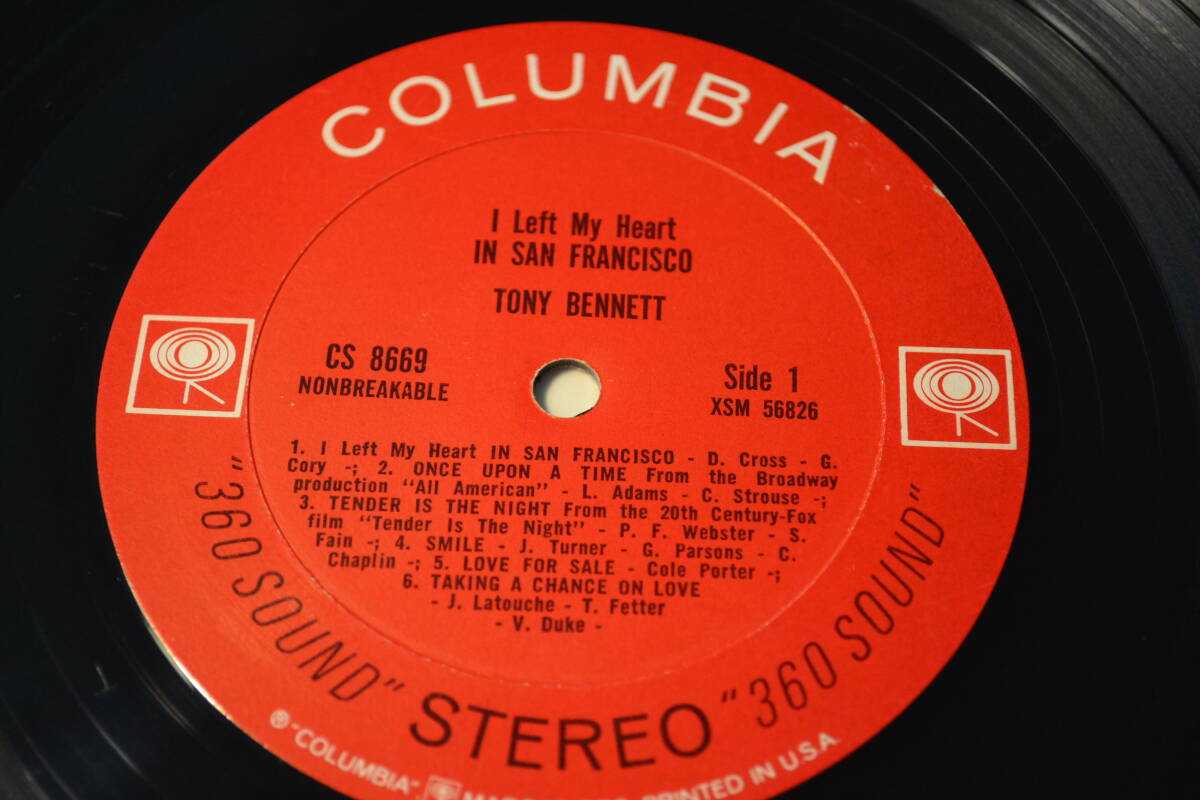 COLUMBIA
I Left My Heart
IN SAN FRANCISCO
TONY BENNETT
CS 8669
NONBREAKABLE
Side 1
XSM 56826
1. I Left My Heart IN SAN FRANCISCO - D. Cross - G.
Cory -; 2. ONCE UPON A TIME From the Broadway
production "All American" - L. Adams - C. Strouse -;
3. TENDER IS THE NIGHT From the 20th Century-Fox
film "Tender Is The Night" - P. F. Webster - S.
Fain -; 4. SMILE - J. Turner - G. Parsons - C.
Chaplin -; 5. LOVE FOR SALE - Cole Porter -;
6. TAKING A CHANCE ON LOVE
- J. Latouche - T. Fetter
- V. Duke -
"360 SOUND" STEREO "360 SOUND"
® "COLUMBIA", PRINTED IN U.S.A.